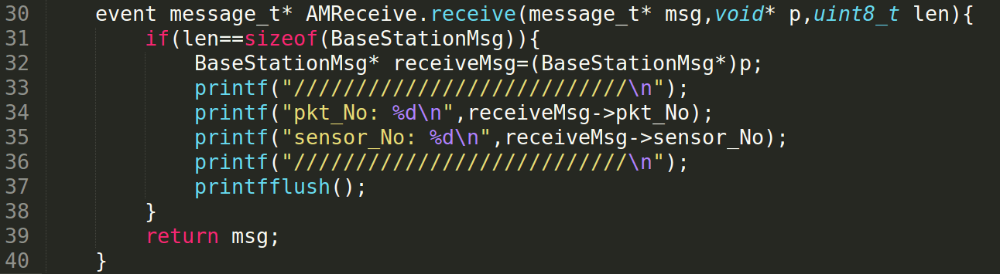 30 event message_t* AMReceive.receive(message_t* msg,void* p,uint8_t len){
31 if(len==sizeof(BaseStationMsg)){
32 BaseStationMsg* receiveMsg=(BaseStationMsg*)p;
33 printf("///////////////////////////\n");
34 printf("pkt_No: %d\n",receiveMsg->pkt_No);
35 printf("sensor_No: %d\n",receiveMsg->sensor_No);
36 printf("///////////////////////////\n");
37 printfflush();
38 }
39 return msg;
40 }